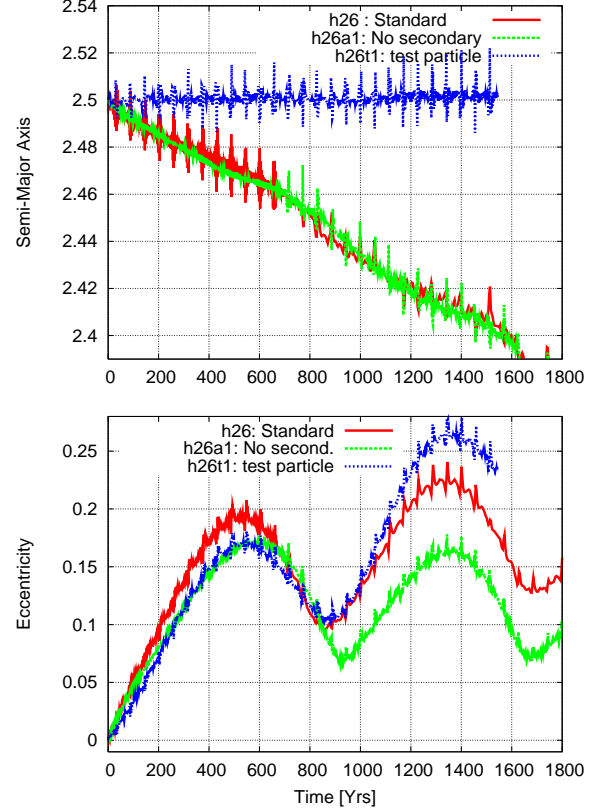 2.54
2.52
2.5
2.48
2.46
2.44
2.42
2.4
Semi-Major Axis
h26 : Standard
h26a1: No secondary
h26t1: test particle
0 200 400 600 800 1000 1200 1400 1600 1800
0.25
0.2
0.15
0.1
0.05
0
Eccentricity
h26: Standard
h26a1: No second.
h26t1: test particle
0 200 400 600 800 1000 1200 1400 1600 1800
Time [Yrs]